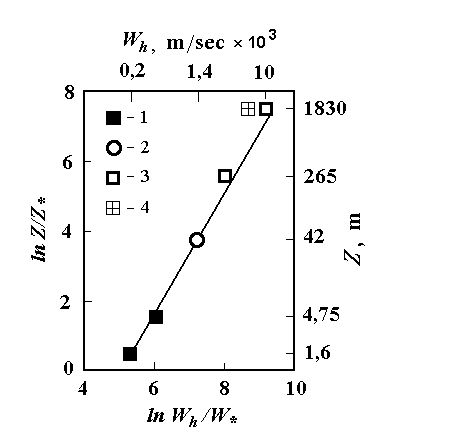 W_h, m/sec × 10³
0,2 1,4 10
8
6
4
2
0
ln Z/Z*
- 1
- 2
- 3
- 4
1830
265
42
4,75
1,6
Z, m
4 6 8 10
ln W_h/W*